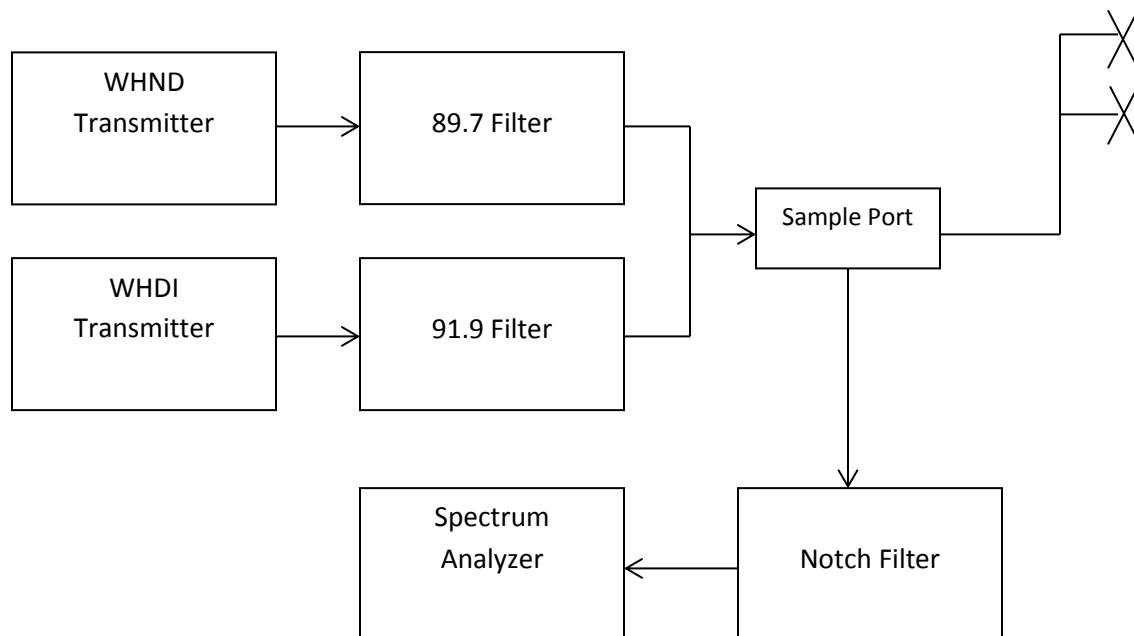 WHND
Transmitter
89.7 Filter
Sample Port
WHDI
Transmitter
91.9 Filter
Spectrum
Analyzer
Notch Filter